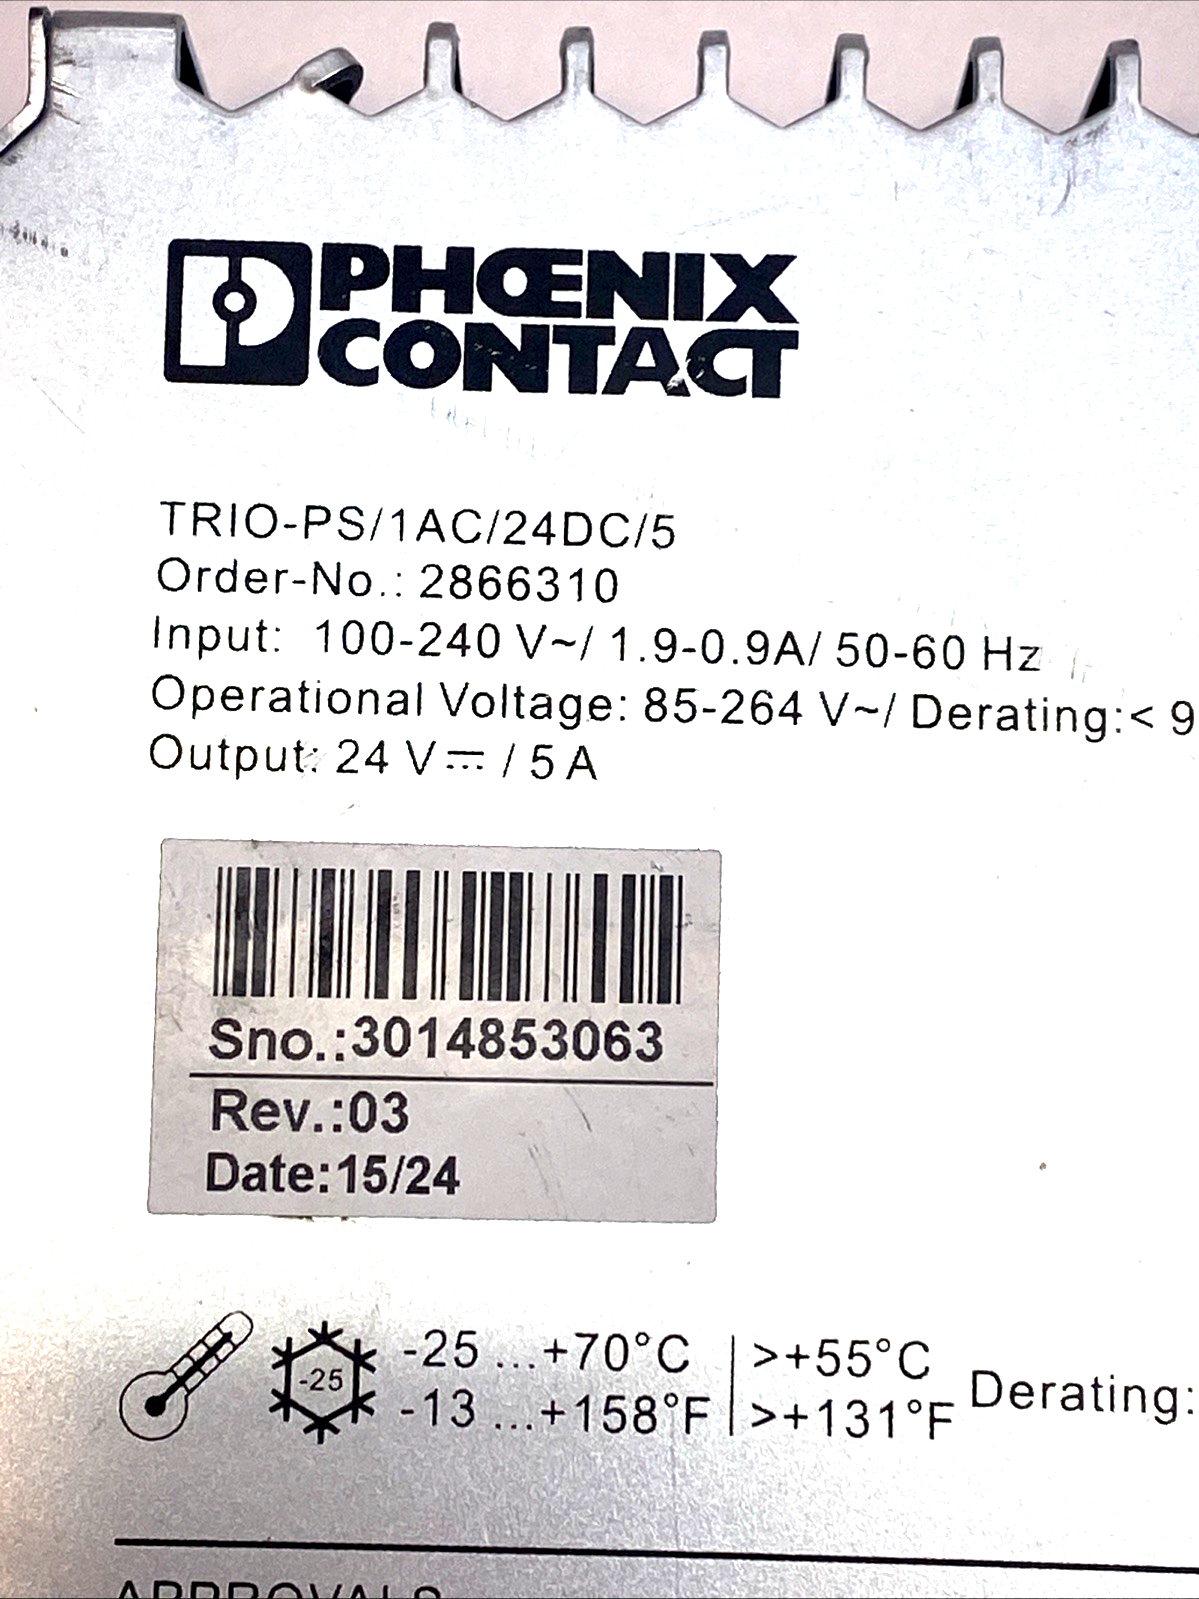 PHŒNIX
CONTACT
TRIO-PS/1AC/24DC/5
Order-No.: 2866310
Input: 100-240 V~/ 1.9-0.9A/ 50-60 Hz
Operational Voltage: 85-264 V~/ Derating:< 9
Output: 24 V⎓ / 5 A
Sno.:3014853063
Rev.:03
Date:15/24
-25 -25 ...+70°C >+55°C Derating:
-13 ...+158°F >+131°F
APPROVALS